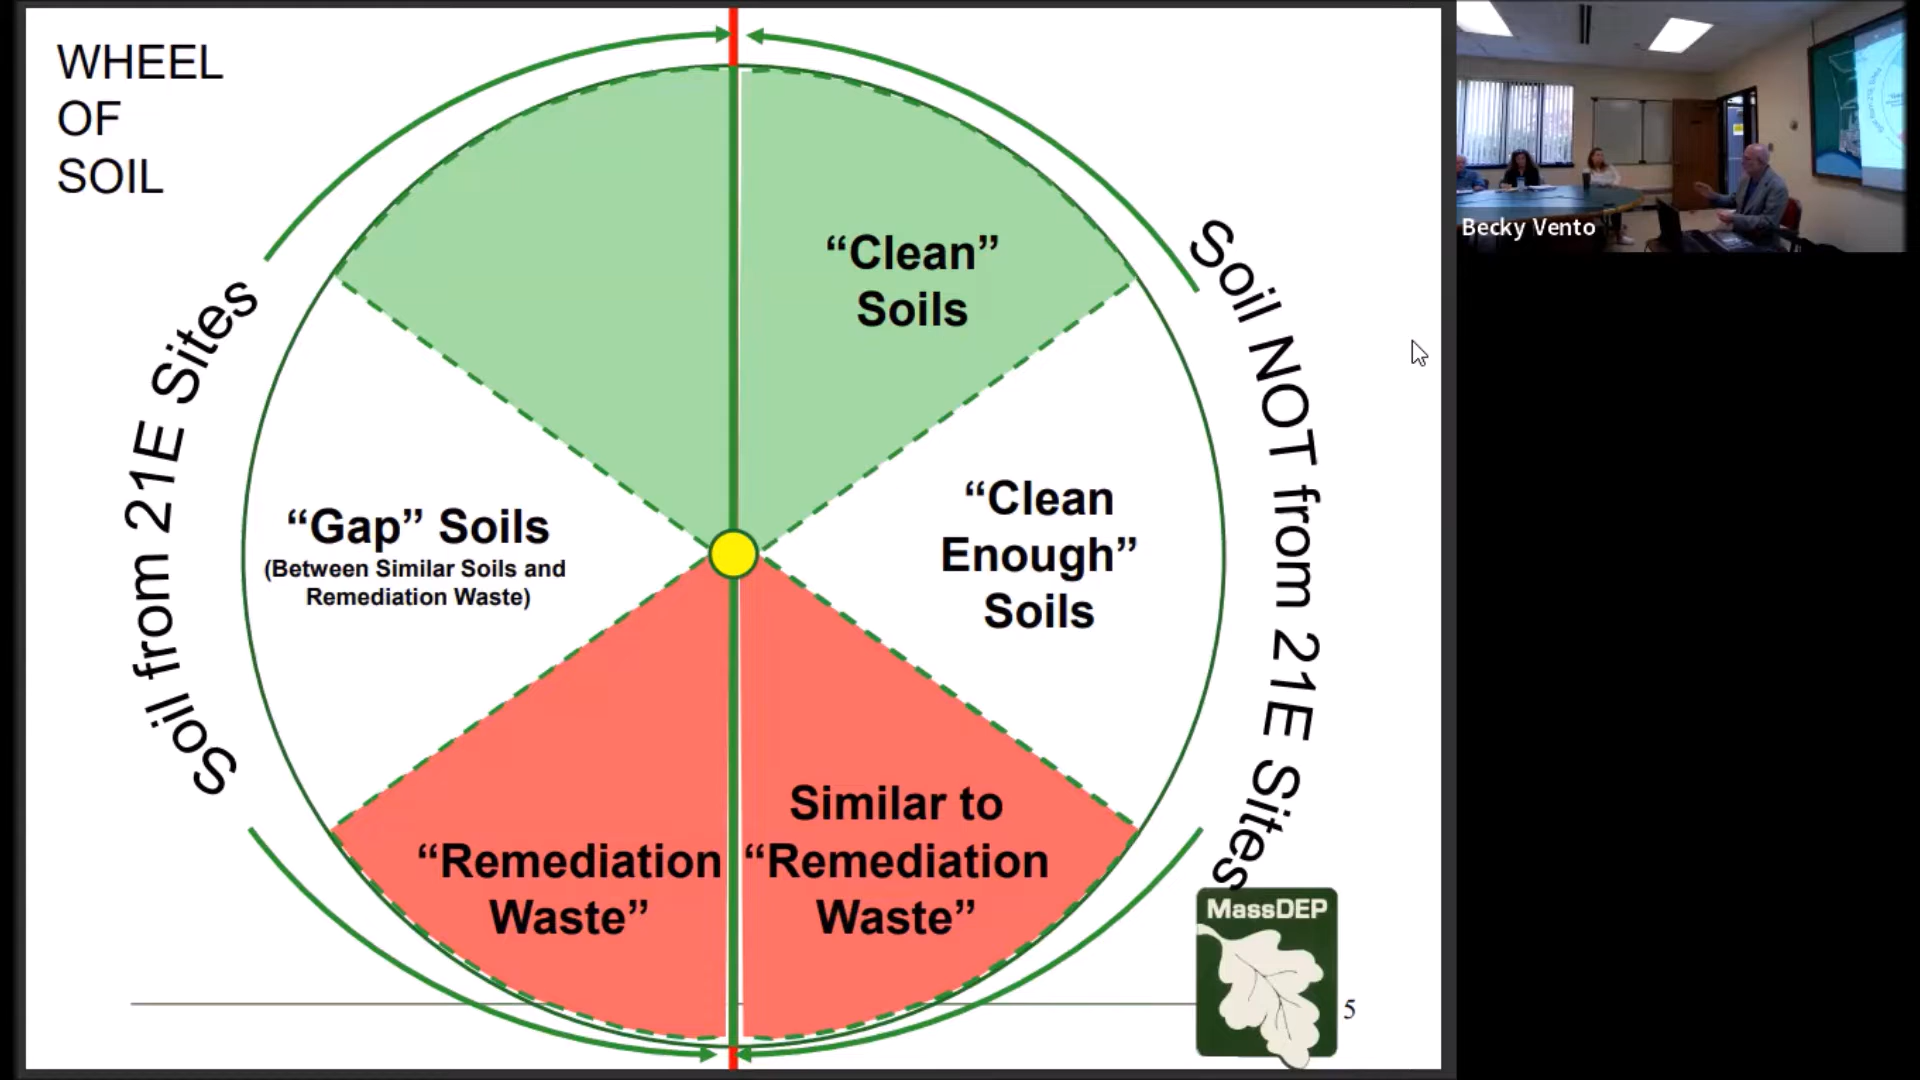 WHEEL
OF
SOIL
“Clean”
Soils
Soil from 21E Sites
Soil NOT from 21E Sites
“Gap” Soils
(Between Similar Soils and
Remediation Waste)
“Clean
Enough”
Soils
“Remediation
Waste”
Similar to
“Remediation
Waste”
MassDEP
5
Becky Vento